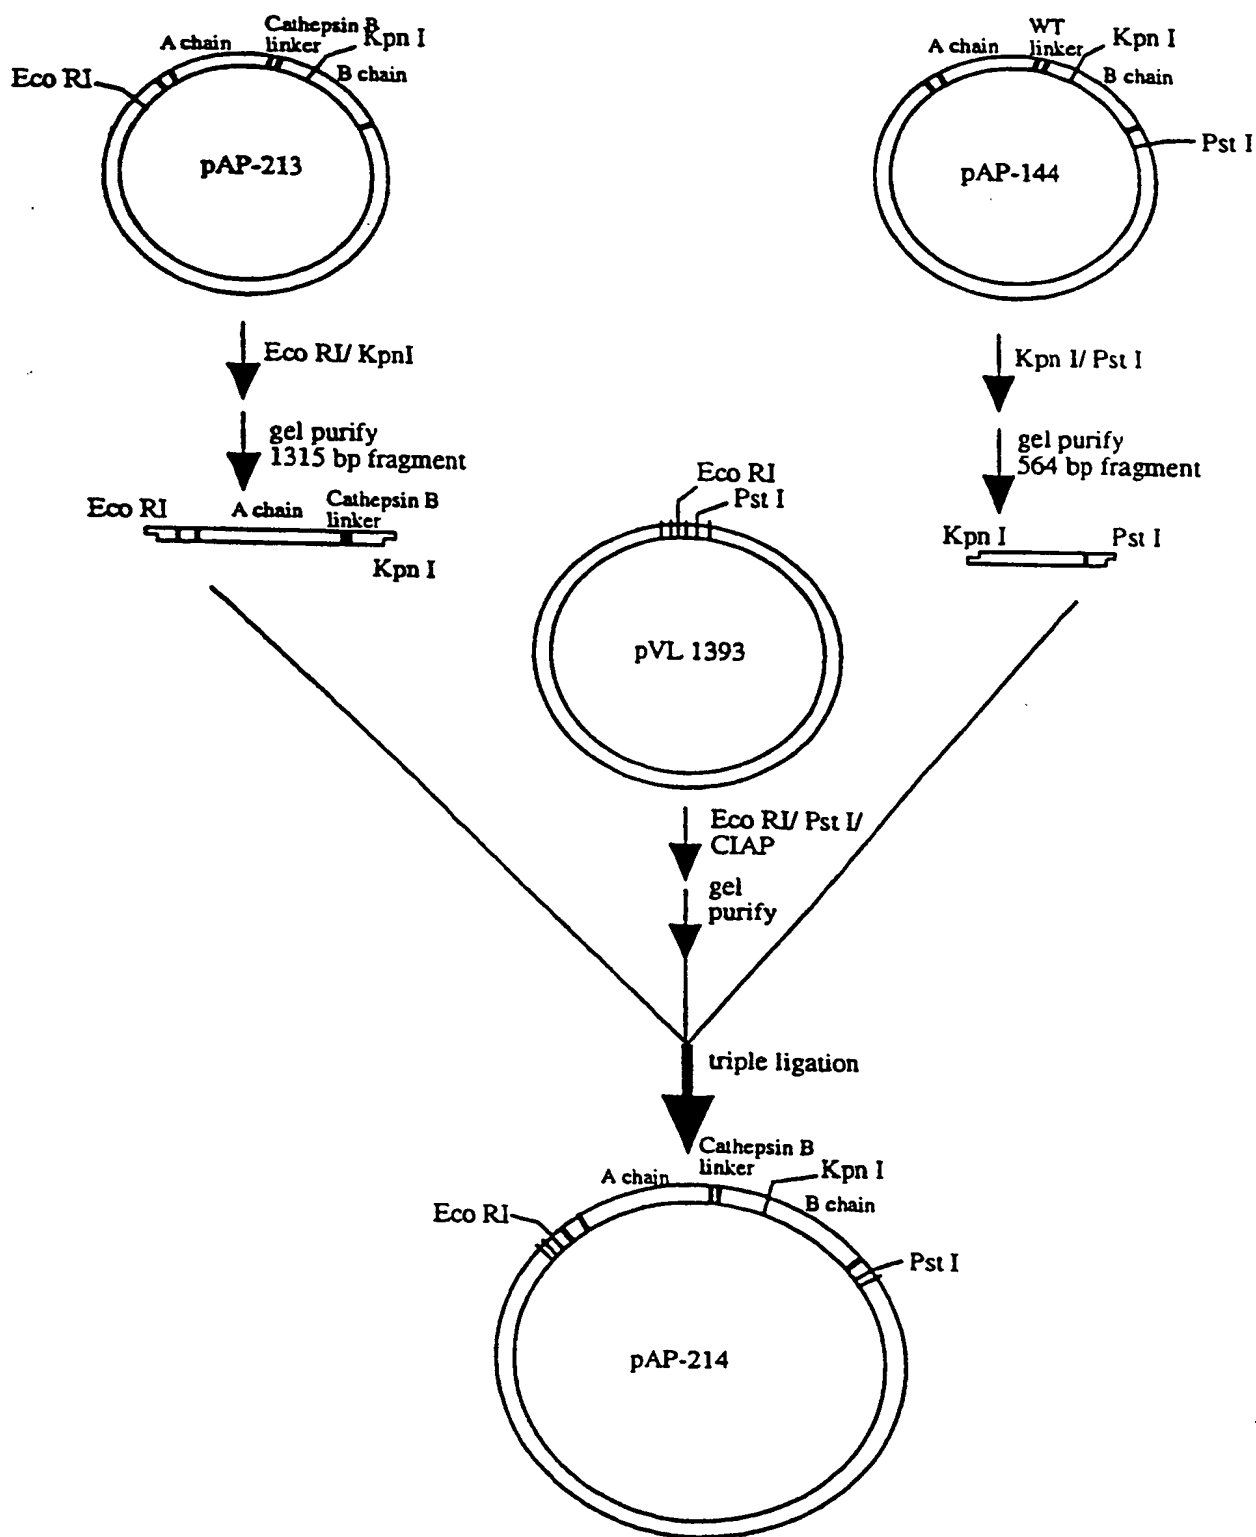 Cathepsin B
linker
A chain
Kpn I
Eco RI
B chain
pAP-213
WT
linker
A chain
Kpn I
B chain
Pst I
pAP-144
Eco RI/ KpnI
gel purify
1315 bp fragment
Kpn I/ Pst I
gel purify
564 bp fragment
Eco RI
A chain
Cathepsin B
linker
Kpn I
Eco RI
Pst I
pVL 1393
Kpn I
Pst I
Eco RI/ Pst I/
CIAP
gel
purify
triple ligation
Cathepsin B
linker
A chain
Kpn I
B chain
Eco RI
Pst I
pAP-214